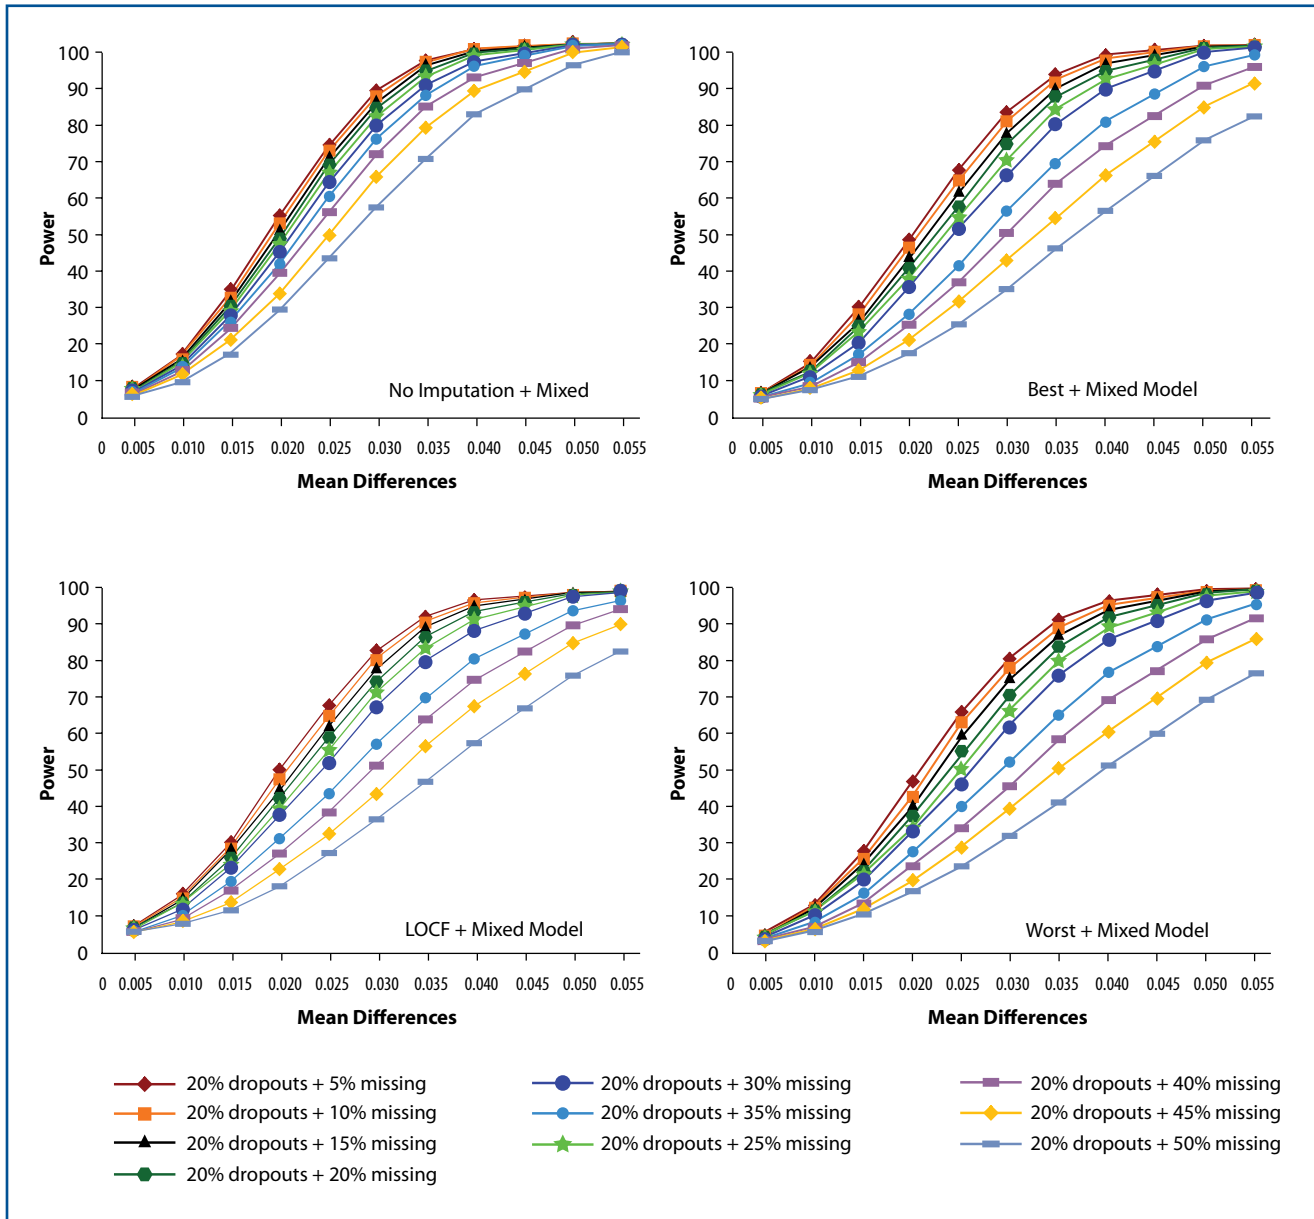 100
90
80
70
60
50
40
30
20
10
0
Power
No Imputation + Mixed
0 0.005 0.010 0.015 0.020 0.025 0.030 0.035 0.040 0.045 0.050 0.055
Mean Differences
100
90
80
70
60
50
40
30
20
10
0
Power
Best + Mixed Model
0 0.005 0.010 0.015 0.020 0.025 0.030 0.035 0.040 0.045 0.050 0.055
Mean Differences
100
90
80
70
60
50
40
30
20
10
0
Power
LOCF + Mixed Model
0 0.005 0.010 0.015 0.020 0.025 0.030 0.035 0.040 0.045 0.050 0.055
Mean Differences
100
90
80
70
60
50
40
30
20
10
0
Power
Worst + Mixed Model
0 0.005 0.010 0.015 0.020 0.025 0.030 0.035 0.040 0.045 0.050 0.055
Mean Differences
20% dropouts + 5% missing
20% dropouts + 10% missing
20% dropouts + 15% missing
20% dropouts + 20% missing
20% dropouts + 30% missing
20% dropouts + 35% missing
20% dropouts + 25% missing
20% dropouts + 40% missing
20% dropouts + 45% missing
20% dropouts + 50% missing